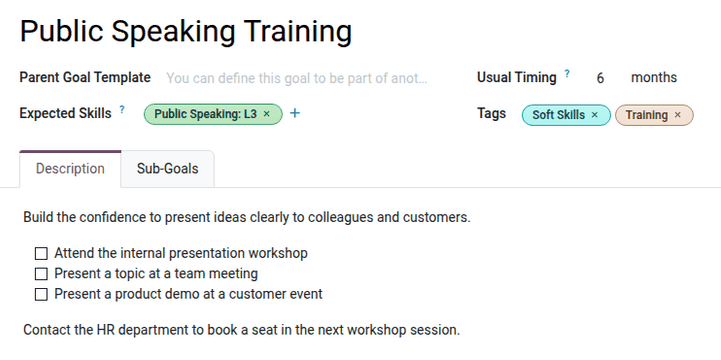 Public Speaking Training
Parent Goal Template You can define this goal to be part of anot... Usual Timing ? 6 months
Expected Skills ? Public Speaking: L3 × + Tags Soft Skills × Training ×
Description Sub-Goals
Build the confidence to present ideas clearly to colleagues and customers.
Attend the internal presentation workshop
Present a topic at a team meeting
Present a product demo at a customer event
Contact the HR department to book a seat in the next workshop session.